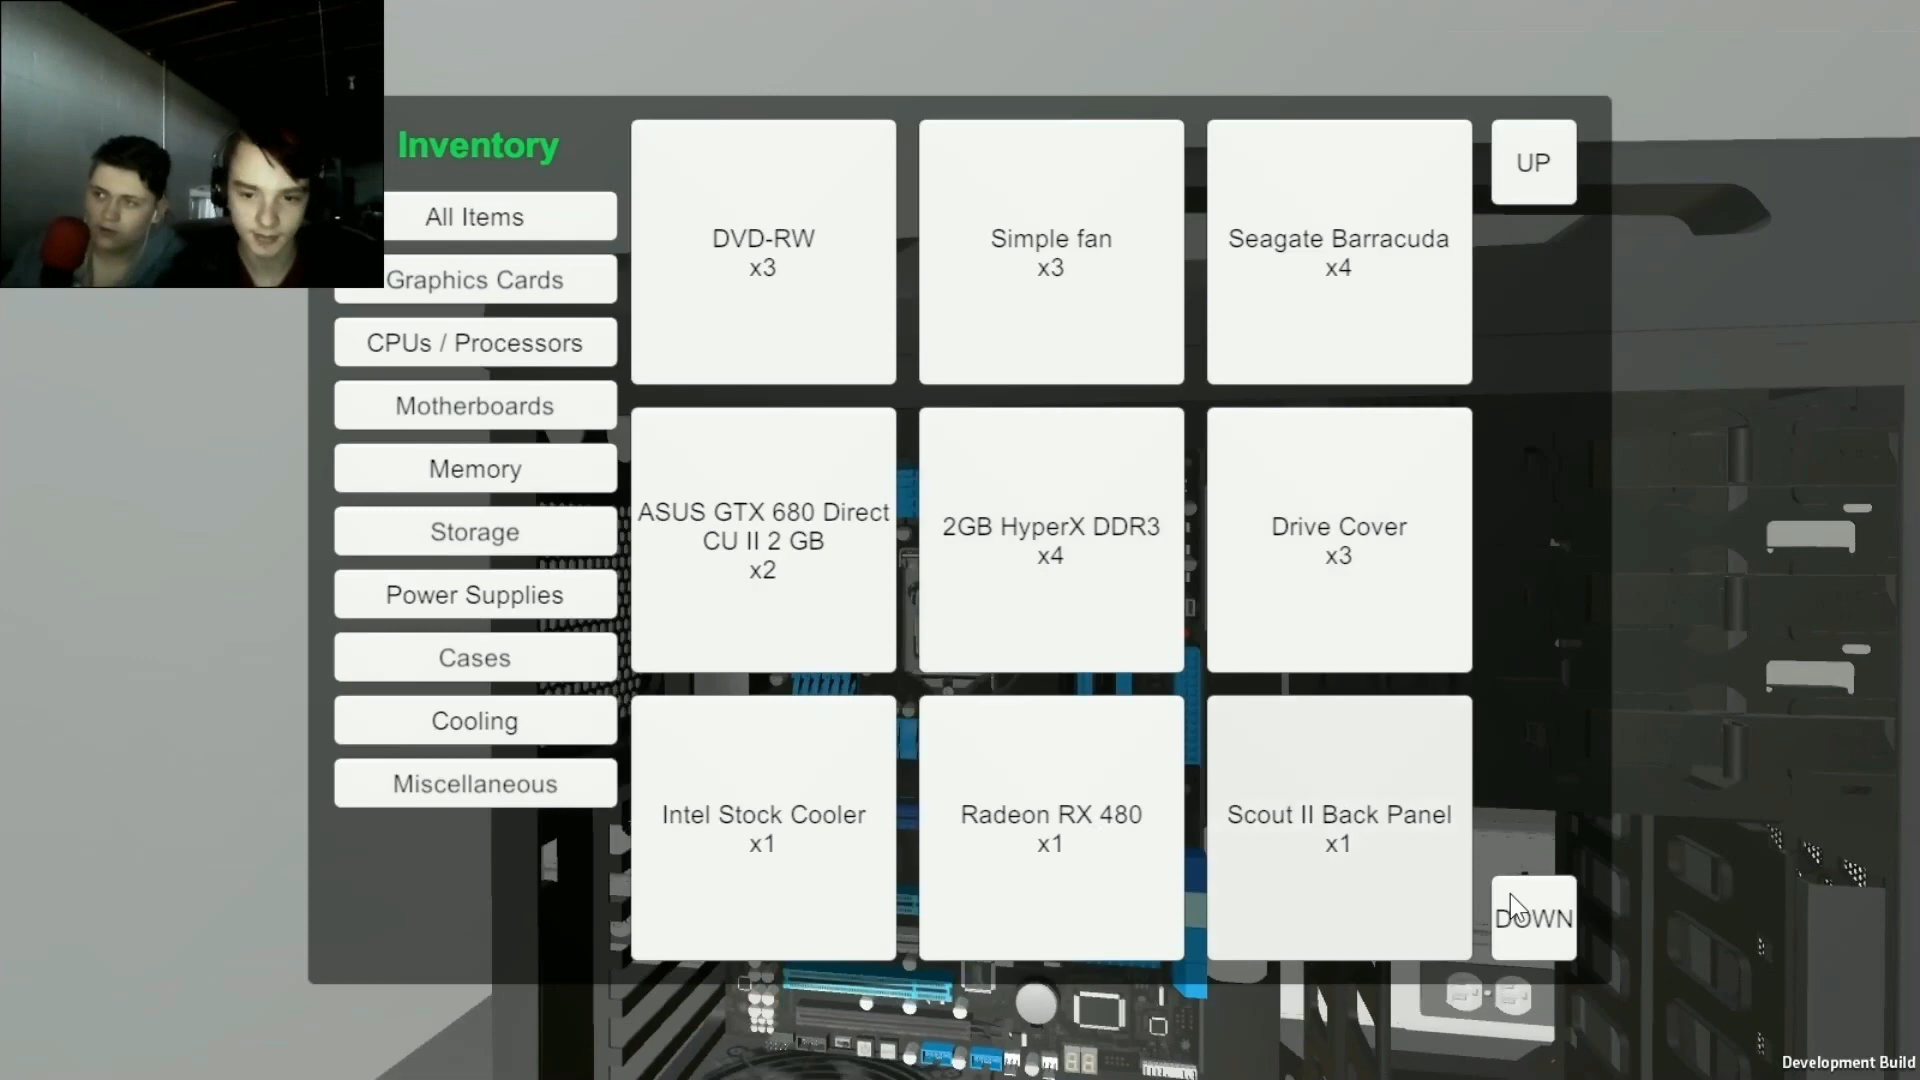 Inventory
All Items
Graphics Cards
CPUs / Processors
Motherboards
Memory
Storage
Power Supplies
Cases
Cooling
Miscellaneous
DVD-RW
x3
Simple fan
x3
Seagate Barracuda
x4
ASUS GTX 680 Direct
CU II 2 GB
x2
2GB HyperX DDR3
x4
Drive Cover
x3
Intel Stock Cooler
x1
Radeon RX 480
x1
Scout II Back Panel
x1
UP
DOWN
Development Build